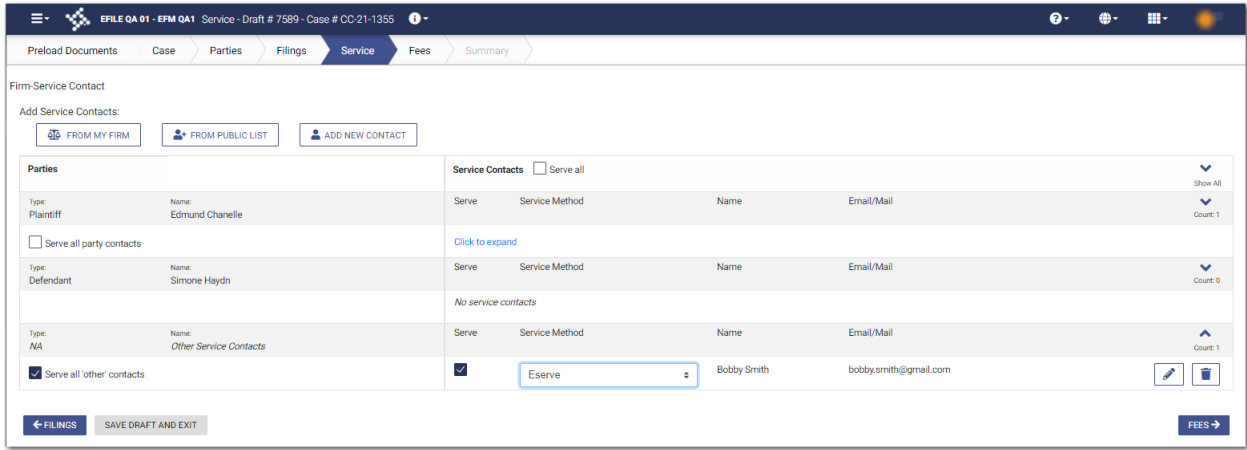 EFILE QA 01 - EFM QA1 Service - Draft # 7589 - Case # CC-21-1355
Preload Documents Case Parties Filings Service Fees Summary
Firm-Service Contact
Add Service Contacts:
FROM MY FIRM FROM PUBLIC LIST ADD NEW CONTACT
Parties Service Contacts Serve all
Show All
Type: Name: Serve Service Method Name Email/Mail
Plaintiff Edmund Chanelle Count: 1
Serve all party contacts Click to expand
Type: Name: Serve Service Method Name Email/Mail
Defendant Simone Haydn Count: 0
No service contacts
Type: Name: Serve Service Method Name Email/Mail
NA Other Service Contacts Count: 1
Serve all 'other' contacts Eserve Bobby Smith bobby.smith@gmail.com
FILINGS SAVE DRAFT AND EXIT FEES